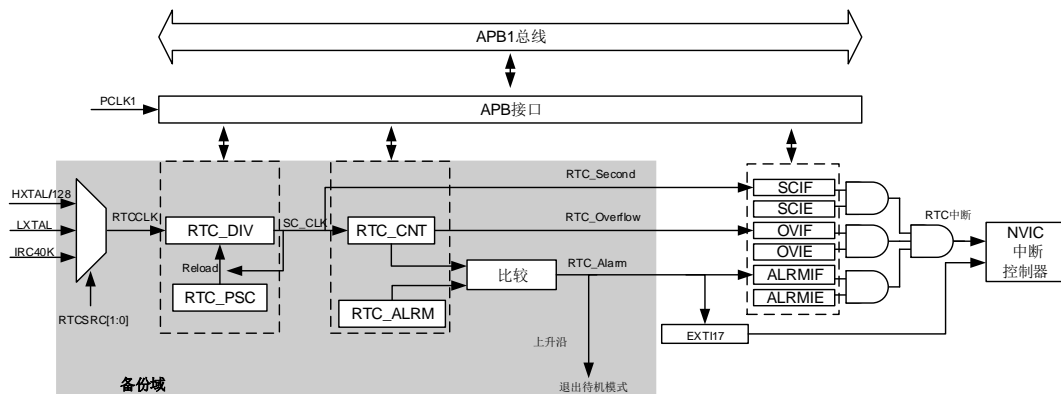 APB1总线
PCLK1
APB接口
HXTAL/128
LXTAL
IRC40K
RTCCLK
RTCSRC[1:0]
RTC_DIV
Reload
RTC_PSC
SC_CLK
RTC_CNT
RTC_ALRM
比较
RTC_Second
RTC_Overflow
RTC_Alarm
上升沿
退出待机模式
备份域
SCIF
SCIE
OVIF
OVIE
ALRMIF
ALRMIE
EXTI17
RTC中断
NVIC
中断
控制器